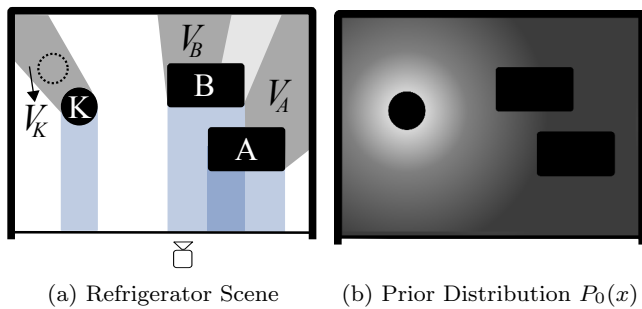 V_B
V_A
V_K
K
B
A
(a) Refrigerator Scene
(b) Prior Distribution P_0(x)